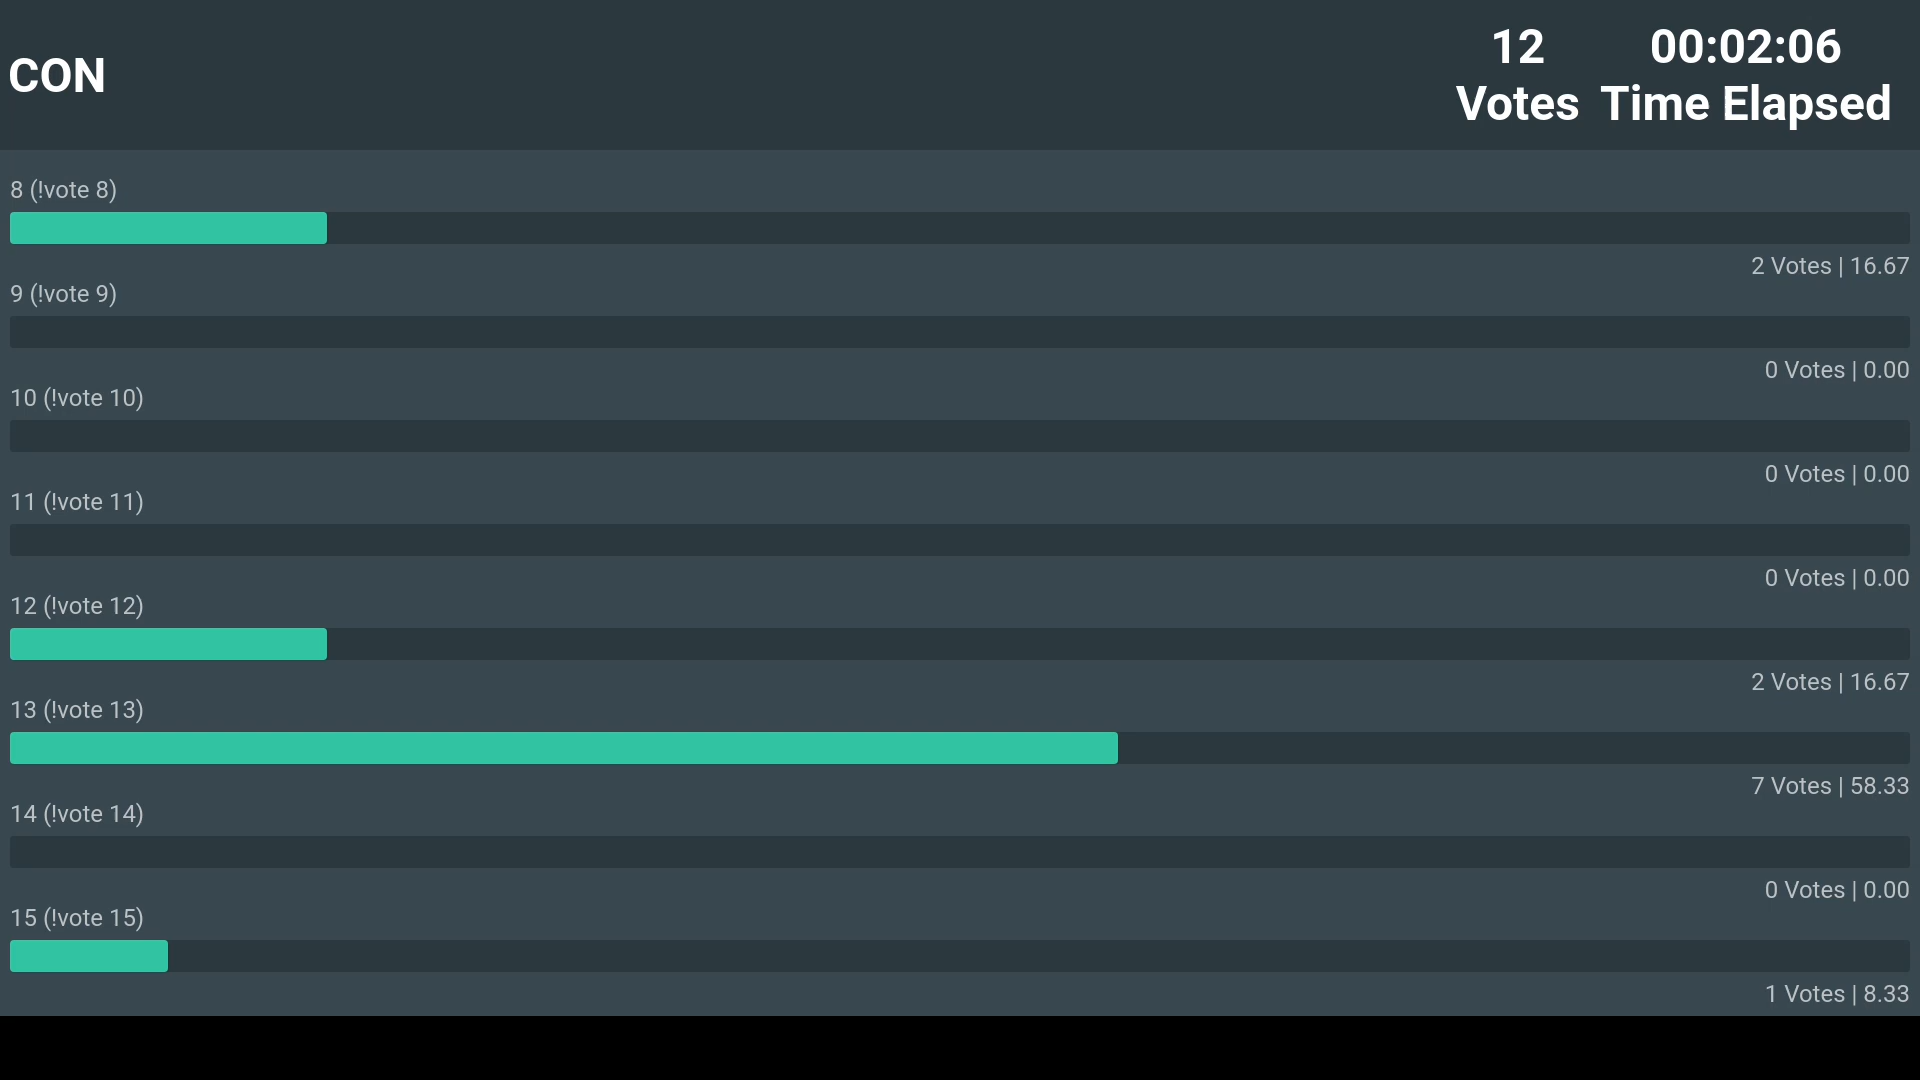 CON
12
Votes
00:02:06
Time Elapsed
8 (!vote 8)
2 Votes | 16.67
9 (!vote 9)
0 Votes | 0.00
10 (!vote 10)
0 Votes | 0.00
11 (!vote 11)
0 Votes | 0.00
12 (!vote 12)
2 Votes | 16.67
13 (!vote 13)
7 Votes | 58.33
14 (!vote 14)
0 Votes | 0.00
15 (!vote 15)
1 Votes | 8.33